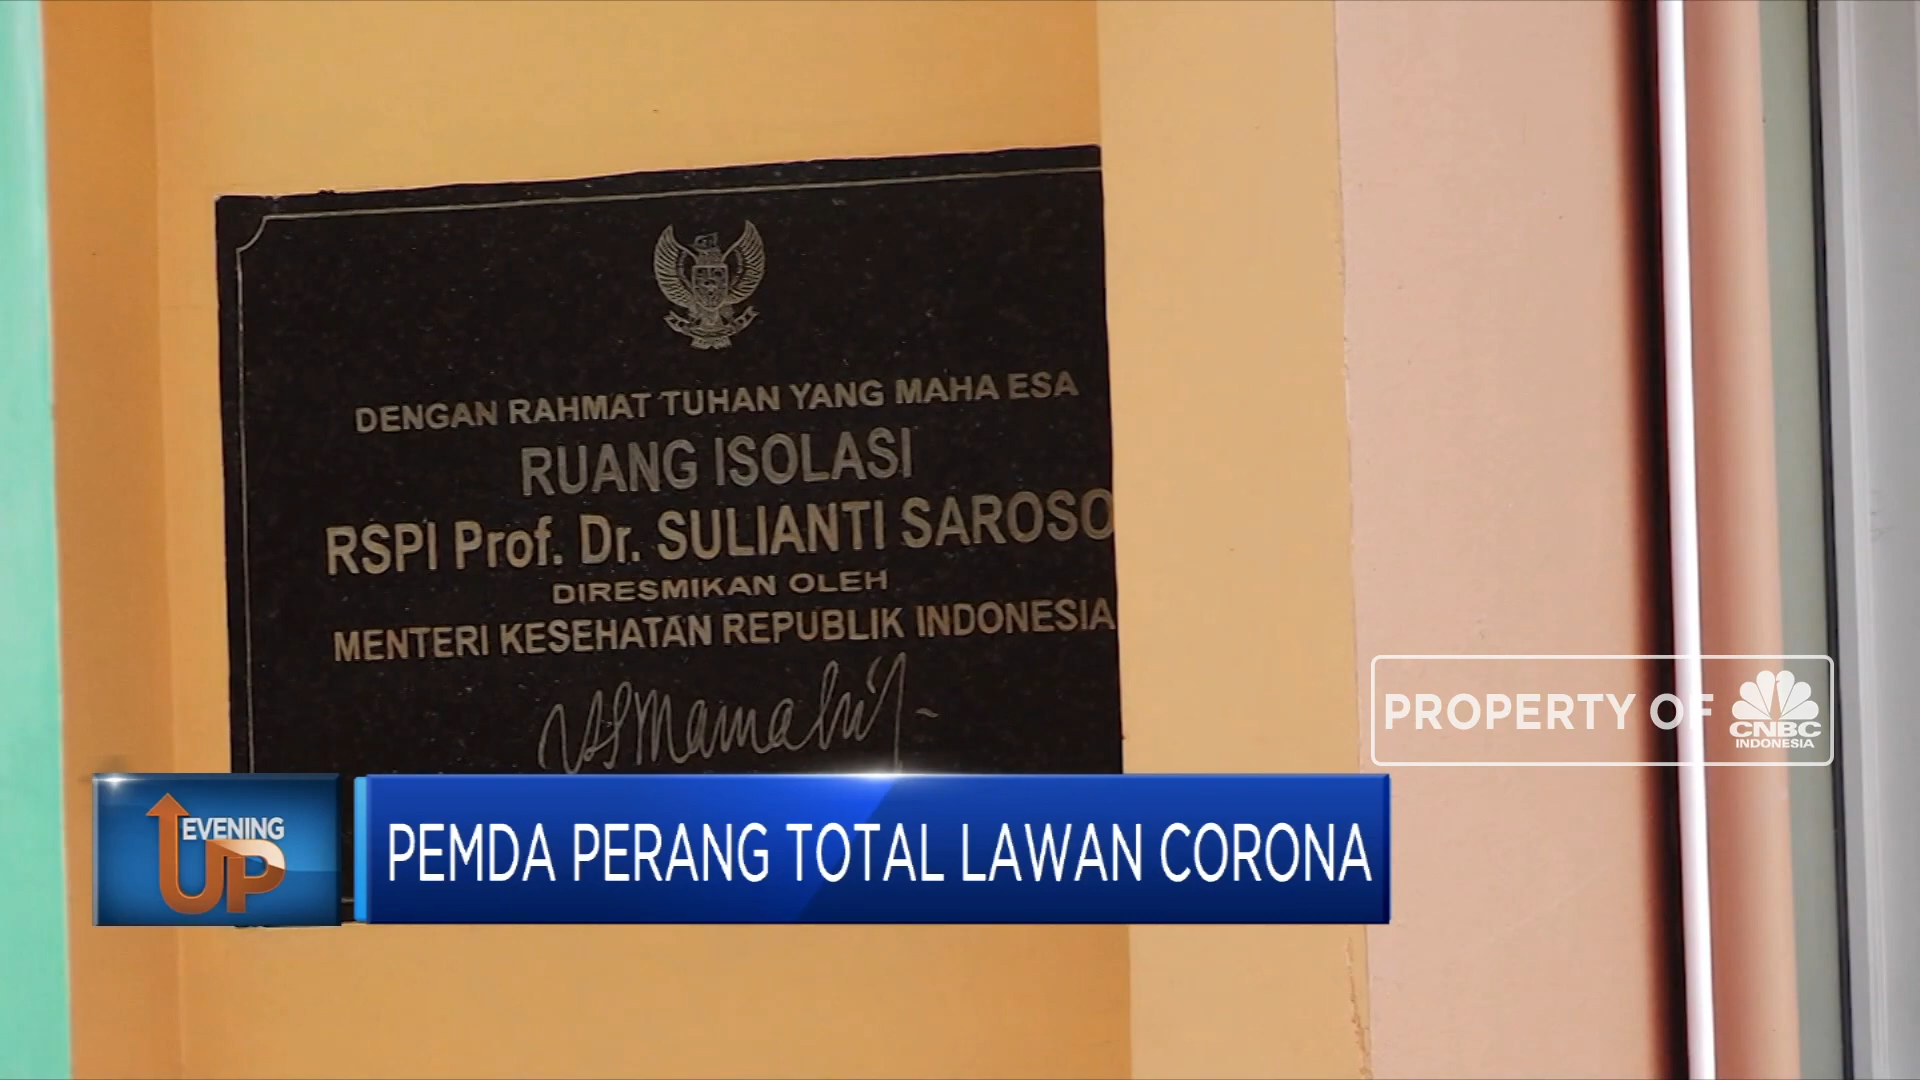 DENGAN RAHMAT TUHAN YANG MAHA ESA
RUANG ISOLASI
RSPI Prof. Dr. SULIANTI SAROSO
DIRESMIKAN OLEH
MENTERI KESEHATAN REPUBLIK INDONESIA
PROPERTY OF CNBC INDONESIA
EVENING UP
PEMDA PERANG TOTAL LAWAN CORONA